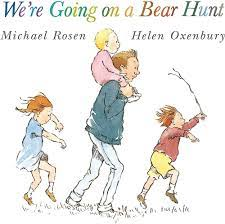 We're Going on a Bear Hunt
Michael Rosen Helen Oxenbury